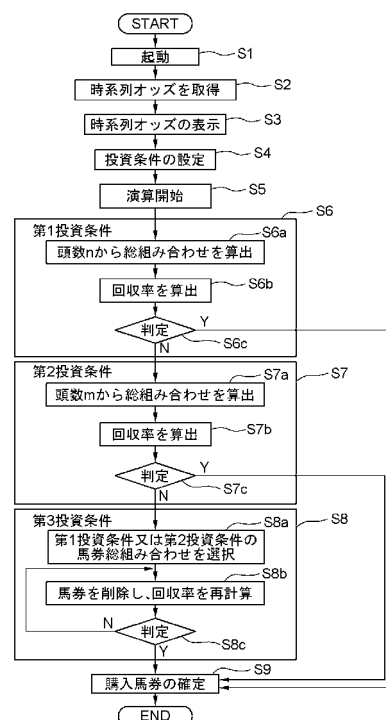 START
起動
S1
時系列オッズを取得
S2
時系列オッズの表示
S3
投資条件の設定
S4
演算開始
S5
S6
第1投資条件
S6a
頭数nから総組み合わせを算出
回収率を算出
S6b
判定
Y
N
S6c
S7
第2投資条件
S7a
頭数mから総組み合わせを算出
回収率を算出
S7b
判定
Y
N
S7c
S8
第3投資条件
S8a
第1投資条件又は第2投資条件の
馬券総組み合わせを選択
S8b
馬券を削除し、回収率を再計算
N
判定
S8c
Y
S9
購入馬券の確定
END